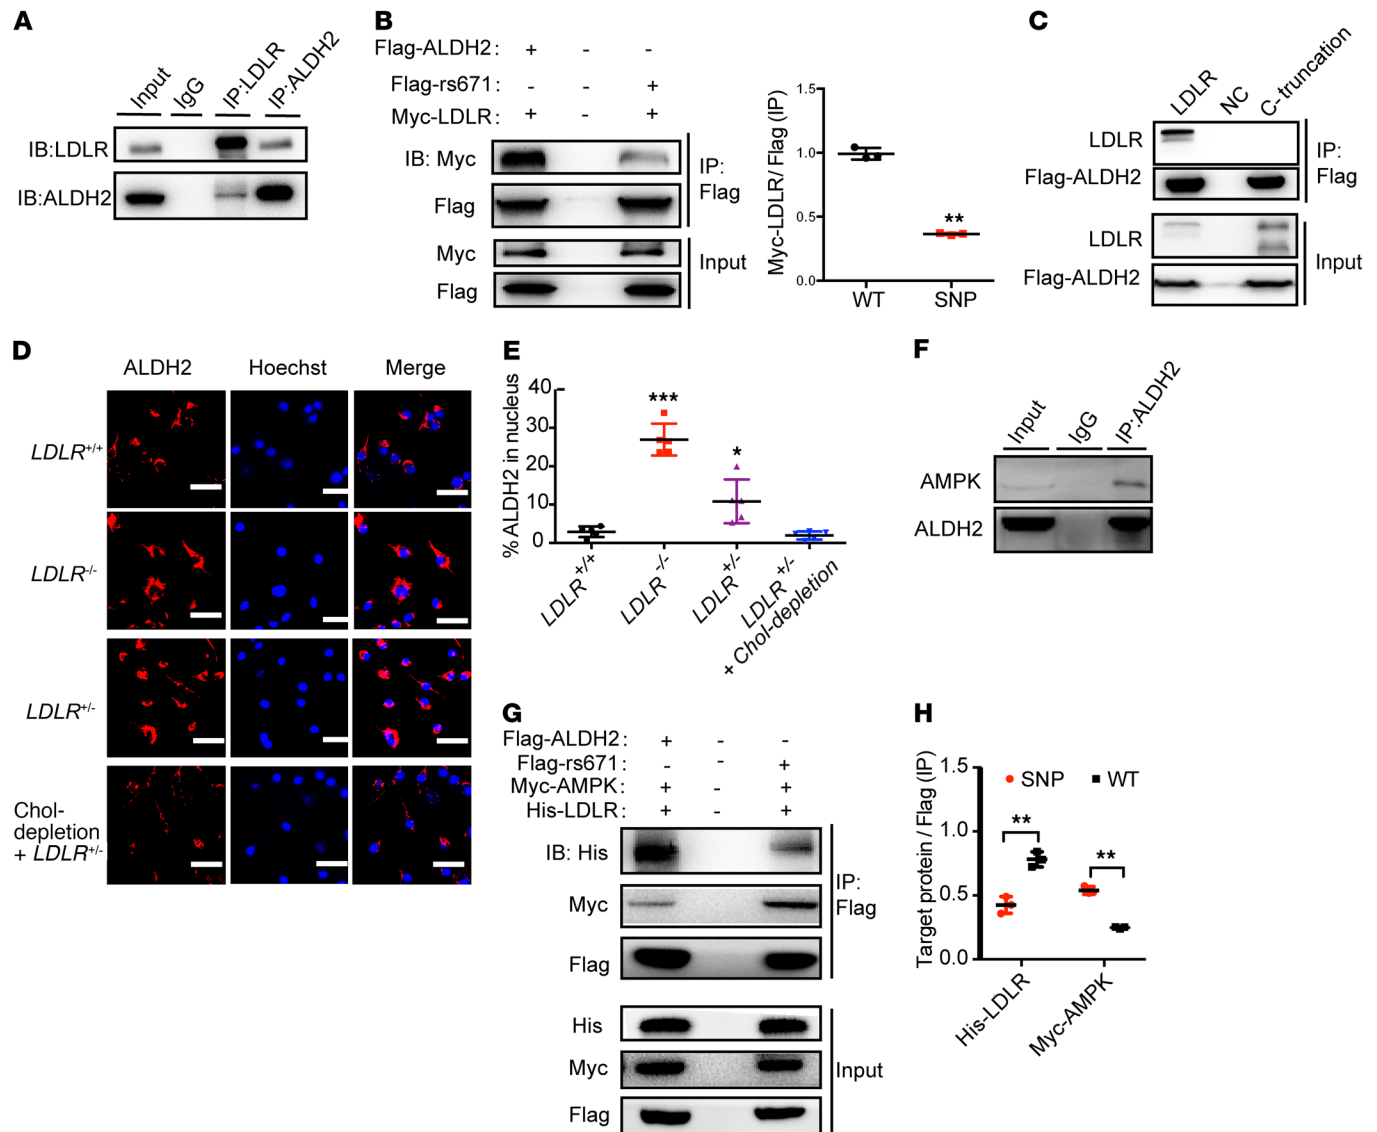 A
Input
IgG
IP:LDLR
IP:ALDH2
IB:LDLR
IB:ALDH2
B
Flag-ALDH2: + - -
Flag-rs671: - - +
Myc-LDLR: + - +
IB: Myc
Flag
IP:
Flag
Myc
Flag
Input
Myc-LDLR/ Flag (IP)
1.5
1.0
0.5
0.0
**
WT
SNP
C
LDLR
NC
C-truncation
LDLR
Flag-ALDH2
IP:
Flag
LDLR
Flag-ALDH2
Input
D
ALDH2 Hoechst Merge
LDLR+/+
LDLR-/-
LDLR+/-
Chol-
depletion
+ LDLR+/-
E
% ALDH2 in nucleus
40
30
20
10
0
***
*
LDLR+/+
LDLR-/-
LDLR+/-
LDLR+/-
+ Chol-depletion
F
Input
IgG
IP:ALDH2
AMPK
ALDH2
G
Flag-ALDH2: + - -
Flag-rs671: - - +
Myc-AMPK: + - +
His-LDLR: + - +
IB: His
Myc
Flag
IP:
Flag
His
Myc
Flag
Input
H
Target protein / Flag (IP)
1.5
1.0
0.5
0.0
SNP WT
**
**
His-LDLR
Myc-AMPK